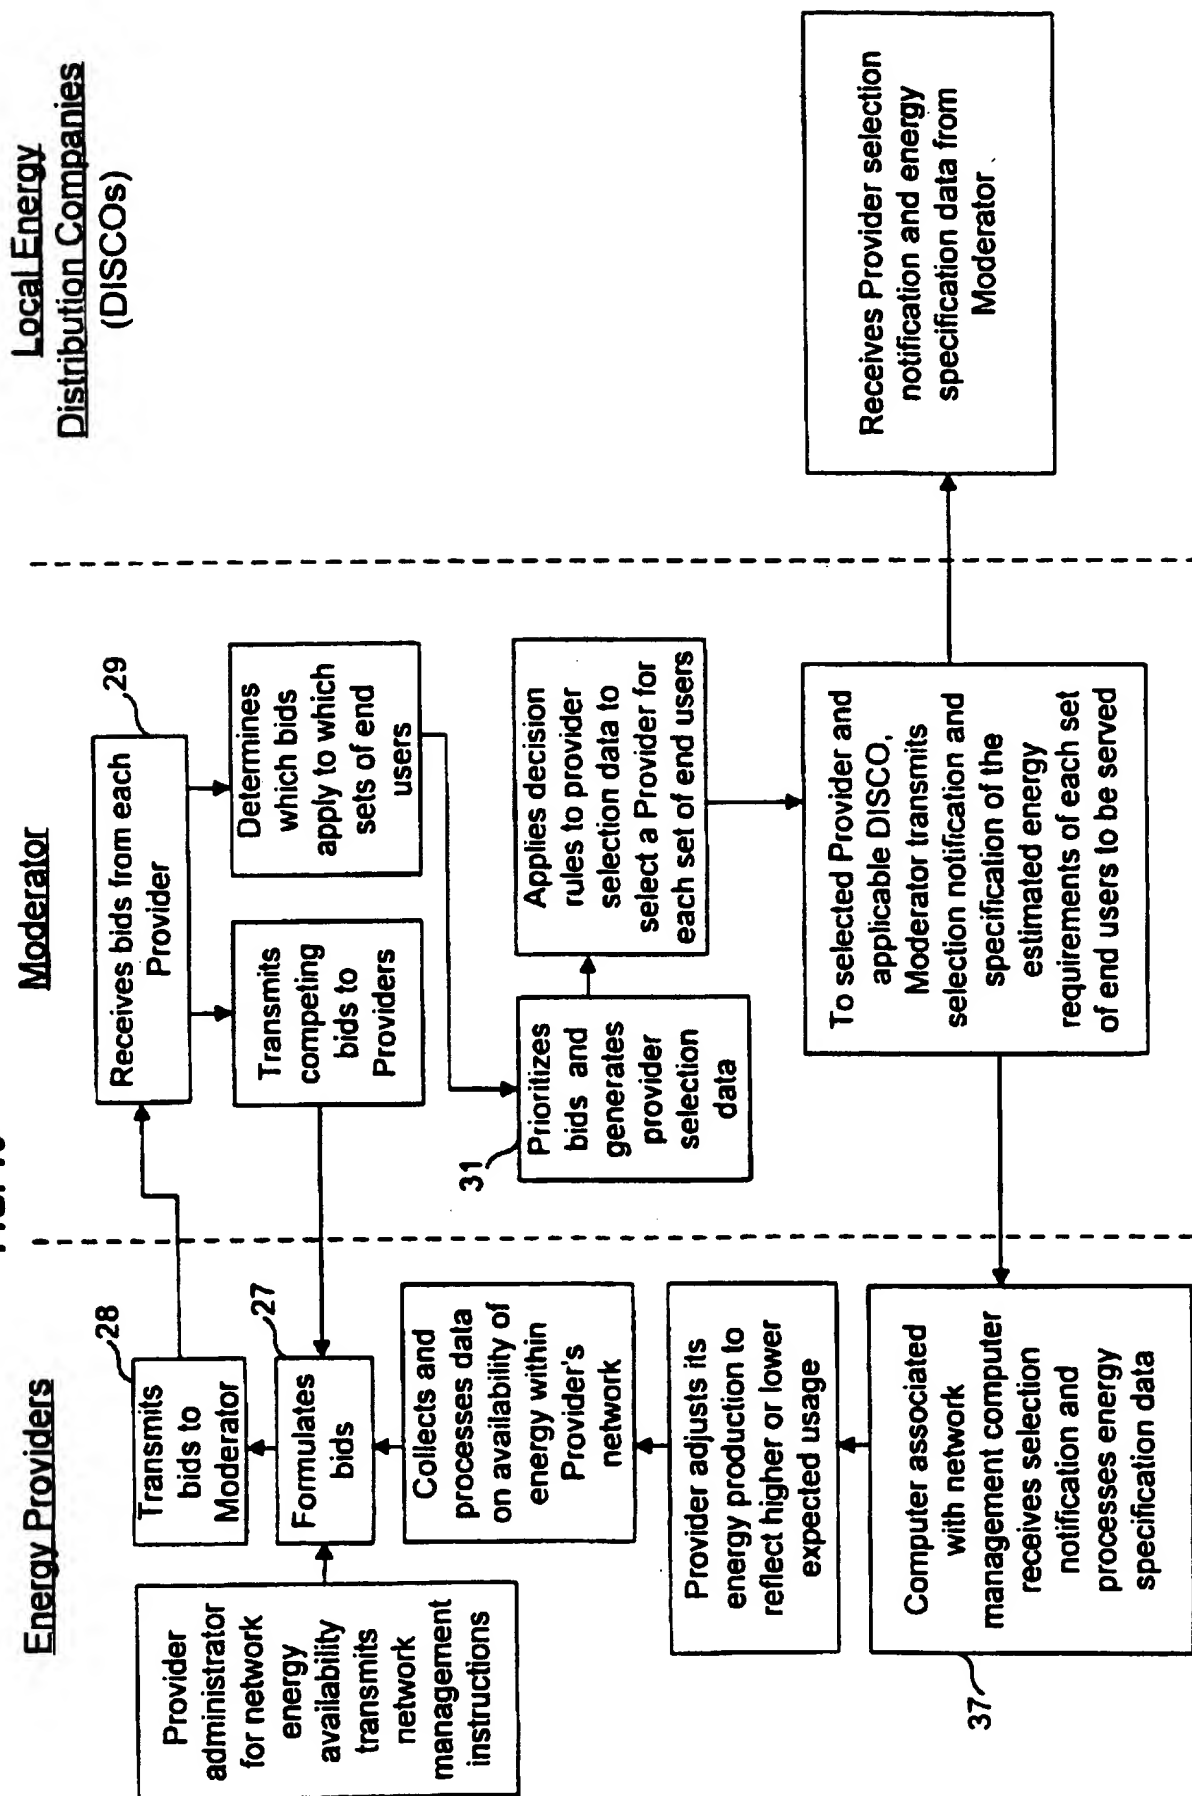 Energy Providers
Moderator
Local Energy
Distribution Companies
(DISCOs)
Provider
administrator
for network
energy
availability
transmits
network
management
instructions
28
Transmits
bids to
Moderator
27
Formulates
bids
Collects and
processes data
on availability of
energy within
Provider's
network
Provider adjusts its
energy production to
reflect higher or lower
expected usage
Computer associated
with network
management computer
receives selection
notification and
processes energy
specification data
37
29
Receives bids from each
Provider
Transmits
competing
bids to
Providers
Determines
which bids
apply to which
sets of end
users
31
Prioritizes
bids and
generates
provider
selection
data
Applies decision
rules to provider
selection data to
select a Provider for
each set of end users
To selected Provider and
applicable DISCO,
Moderator transmits
selection notification and
specification of the
estimated energy
requirements of each set
of end users to be served
Receives Provider selection
notification and energy
specification data from
Moderator